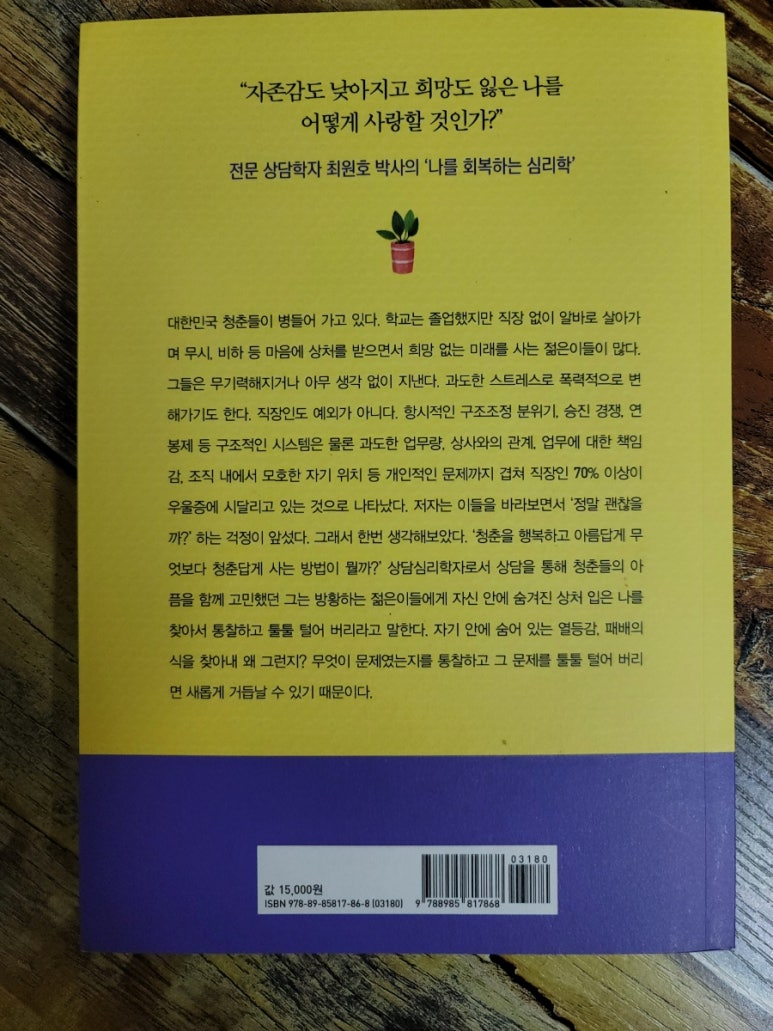 “자존감도 낮아지고 희망도 잃은 나를
어떻게 사랑할 것인가?”
전문 상담학자 최원호 박사의 ‘나를 회복하는 심리학’
대한민국 청춘들이 병들어 가고 있다. 학교는 졸업했지만 직장 없이 알바로 살아가
며 무시, 비하 등 마음에 상처를 받으면서 희망 없는 미래를 사는 젊은이들이 많다.
그들은 무기력해지거나 아무 생각 없이 지낸다. 과도한 스트레스로 폭력적으로 변
해가기도 한다. 직장인도 예외가 아니다. 항시적인 구조조정 분위기, 승진 경쟁, 연
봉제 등 구조적인 시스템은 물론 과도한 업무량, 상사와의 관계, 업무에 대한 책임
감, 조직 내에서 모호한 자기 위치 등 개인적인 문제까지 겹쳐 직장인 70% 이상이
우울증에 시달리고 있는 것으로 나타났다. 저자는 이들을 바라보면서 ‘정말 괜찮을
까?’ 하는 걱정이 앞섰다. 그래서 한번 생각해보았다. ‘청춘을 행복하고 아름답게 무
엇보다 청춘답게 사는 방법이 뭘까?’ 상담심리학자로서 상담을 통해 청춘들의 아
픔을 함께 고민했던 그는 방황하는 젊은이들에게 자신 안에 숨겨진 상처 입은 나를
찾아서 통찰하고 툴툴 털어 버리라고 말한다. 자기 안에 숨어 있는 열등감, 패배의
식을 찾아내 왜 그런지? 무엇이 문제였는지를 통찰하고 그 문제를 툴툴 털어 버리
면 새롭게 거듭날 수 있기 때문이다.
03180
값 15,000원
ISBN 978-89-85817-86-8 (03180)
9 788985 817868